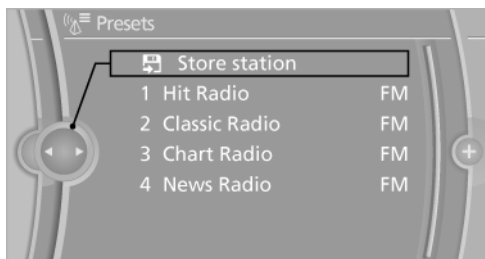 Presets
Store station
1 Hit Radio FM
2 Classic Radio FM
3 Chart Radio FM
4 News Radio FM